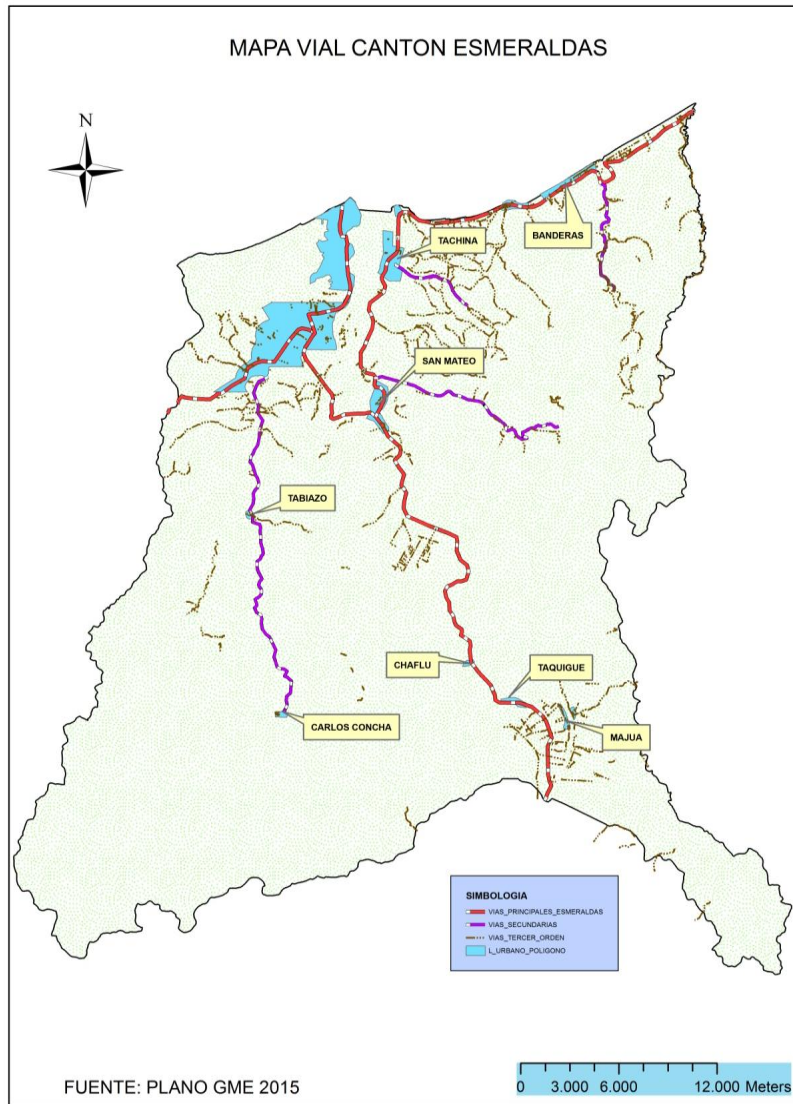 MAPA VIAL CANTON ESMERALDAS
N
TACHINA
BANDERAS
SAN MATEO
TABIAZO
CHAFLU
TAQUIGUE
CARLOS CONCHA
MAJUA
SIMBOLOGIA
VIAS_PRINCIPALES_ESMERALDAS
VIAS_SECUNDARIAS
VIAS_TERCER_ORDEN
L_URBANO_POLIGONO
FUENTE: PLANO GME 2015
0 3.000 6.000 12.000 Meters